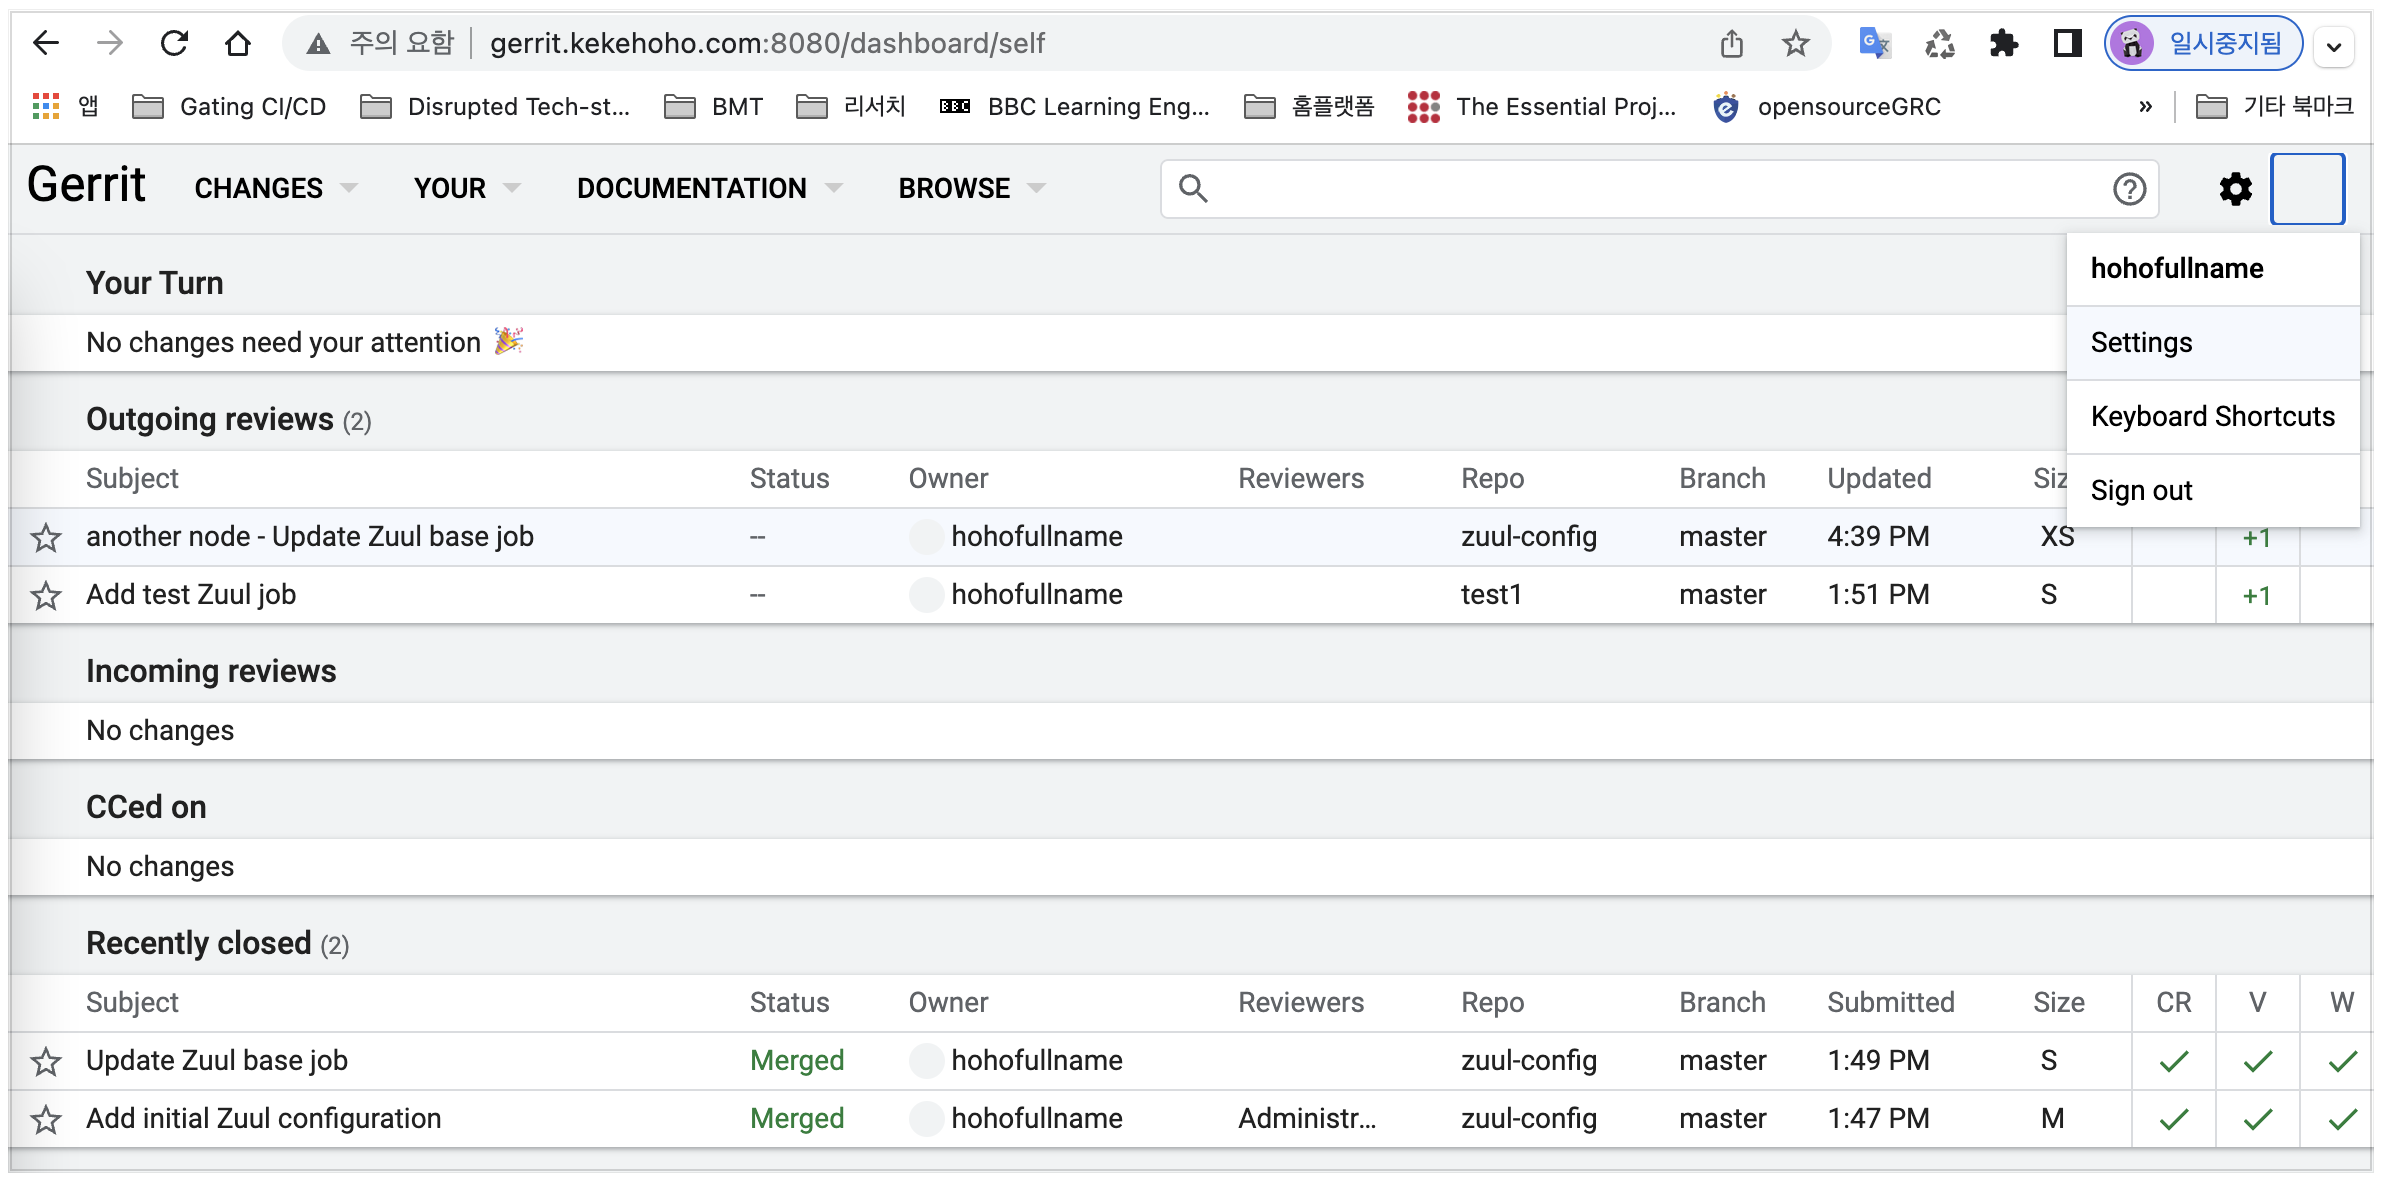 주의 요함 gerrit.kekehoho.com:8080/dashboard/self 일시중지됨
앱 Gating CI/CD Disrupted Tech-st... BMT 리서치 BBC BBC Learning Eng... 홈플랫폼 The Essential Proj... opensourceGRC » 기타 북마크
Gerrit CHANGES YOUR DOCUMENTATION BROWSE
hohofullname
Settings
Keyboard Shortcuts
Sign out
Your Turn
No changes need your attention 🎉
Outgoing reviews (2)
Subject Status Owner Reviewers Repo Branch Updated Siz
another node - Update Zuul base job -- hohofullname zuul-config master 4:39 PM XS +1
Add test Zuul job -- hohofullname test1 master 1:51 PM S +1
Incoming reviews
No changes
CCed on
No changes
Recently closed (2)
Subject Status Owner Reviewers Repo Branch Submitted Size CR V W
Update Zuul base job Merged hohofullname zuul-config master 1:49 PM S
Add initial Zuul configuration Merged hohofullname Administr... zuul-config master 1:47 PM M